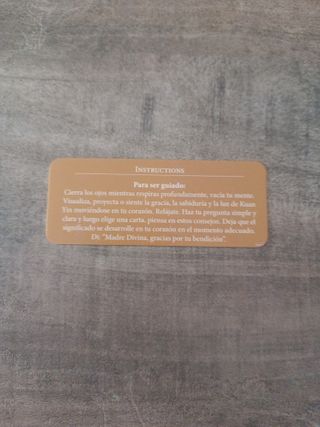 INSTRUCTIONS
Para ser guiado:
Cierra los ojos mientras respiras profundamente, vacía tu mente.
Visualiza, proyecta o siente la gracia, la sabiduría y la luz de Kuan
Yin moviéndose en tu corazón. Relájate. Haz tu pregunta simple y
clara y luego elige una carta, piensa en estos consejos. Deja que el
significado se desarrolle en tu corazón en el momento adecuado.
Di: "Madre Divina, gracias por tu bendición".